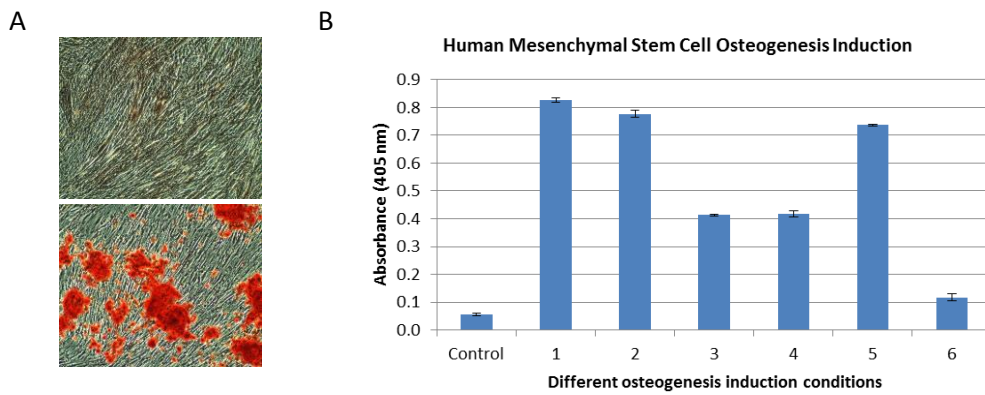 A
B
Human Mesenchymal Stem Cell Osteogenesis Induction
Absorbance (405 nm)
0.9
0.8
0.7
0.6
0.5
0.4
0.3
0.2
0.1
0.0
Control 1 2 3 4 5 6
Different osteogenesis induction conditions